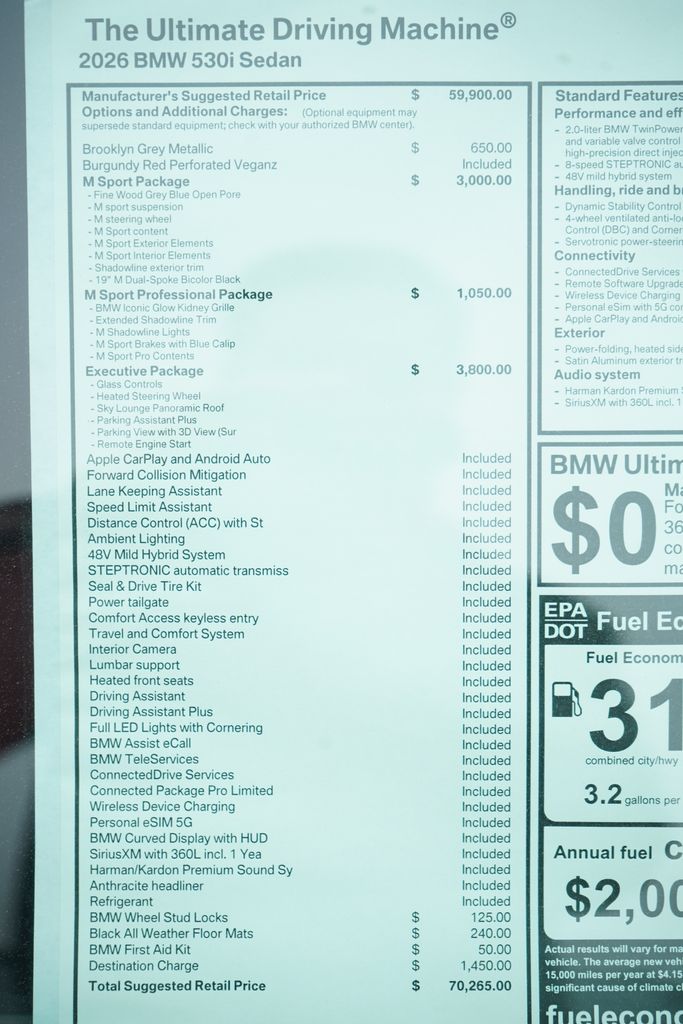 The Ultimate Driving Machine®
2026 BMW 530i Sedan
Manufacturer's Suggested Retail Price $ 59,900.00
Options and Additional Charges: (Optional equipment may
supersede standard equipment; check with your authorized BMW center).
Brooklyn Grey Metallic $ 650.00
Burgundy Red Perforated Veganz Included
M Sport Package $ 3,000.00
- Fine Wood Grey Blue Open Pore
- M sport suspension
- M steering wheel
- M Sport content
- M Sport Exterior Elements
- M Sport Interior Elements
- Shadowline exterior trim
- 19" M Dual-Spoke Bicolor Black
M Sport Professional Package $ 1,050.00
- BMW Iconic Glow Kidney Grille
- Extended Shadowline Trim
- M Shadowline Lights
- M Sport Brakes with Blue Calip
- M Sport Pro Contents
Executive Package $ 3,800.00
- Glass Controls
- Heated Steering Wheel
- Sky Lounge Panoramic Roof
- Parking Assistant Plus
- Parking View with 3D View (Sur
- Remote Engine Start
Apple CarPlay and Android Auto Included
Forward Collision Mitigation Included
Lane Keeping Assistant Included
Speed Limit Assistant Included
Distance Control (ACC) with St Included
Ambient Lighting Included
48V Mild Hybrid System Included
STEPTRONIC automatic transmiss Included
Seal & Drive Tire Kit Included
Power tailgate Included
Comfort Access keyless entry Included
Travel and Comfort System Included
Interior Camera Included
Lumbar support Included
Heated front seats Included
Driving Assistant Included
Driving Assistant Plus Included
Full LED Lights with Cornering Included
BMW Assist eCall Included
BMW TeleServices Included
ConnectedDrive Services Included
Connected Package Pro Limited Included
Wireless Device Charging Included
Personal eSIM 5G Included
BMW Curved Display with HUD Included
SiriusXM with 360L incl. 1 Yea Included
Harman/Kardon Premium Sound Sy Included
Anthracite headliner Included
Refrigerant Included
BMW Wheel Stud Locks $ 125.00
Black All Weather Floor Mats $ 240.00
BMW First Aid Kit $ 50.00
Destination Charge $ 1,450.00
Total Suggested Retail Price $ 70,265.00
Standard Features
Performance and eff
- 2.0-liter BMW TwinPower
and variable valve control
high-precision direct injec
- 8-speed STEPTRONIC au
- 48V mild hybrid system
Handling, ride and br
- Dynamic Stability Control
- 4-wheel ventilated anti-lo
Control (DBC) and Corner
- Servotronic power-steerin
Connectivity
- ConnectedDrive Services
- Remote Software Upgrade
- Wireless Device Charging
- Personal eSIM with 5G con
- Apple CarPlay and Androi
Exterior
- Power-folding, heated side
- Satin Aluminum exterior tr
Audio system
- Harman Kardon Premium
- SiriusXM with 360L incl. 1
BMW Ultim
$0
Ma
Fo
36
co
ma
EPA
DOT Fuel Ec
Fuel Econom
31
combined city/hwy
3.2 gallons per
Annual fuel C
$2,00
Actual results will vary for ma
vehicle. The average new veh
15,000 miles per year at $4.15
significant cause of climate c
fuelecono